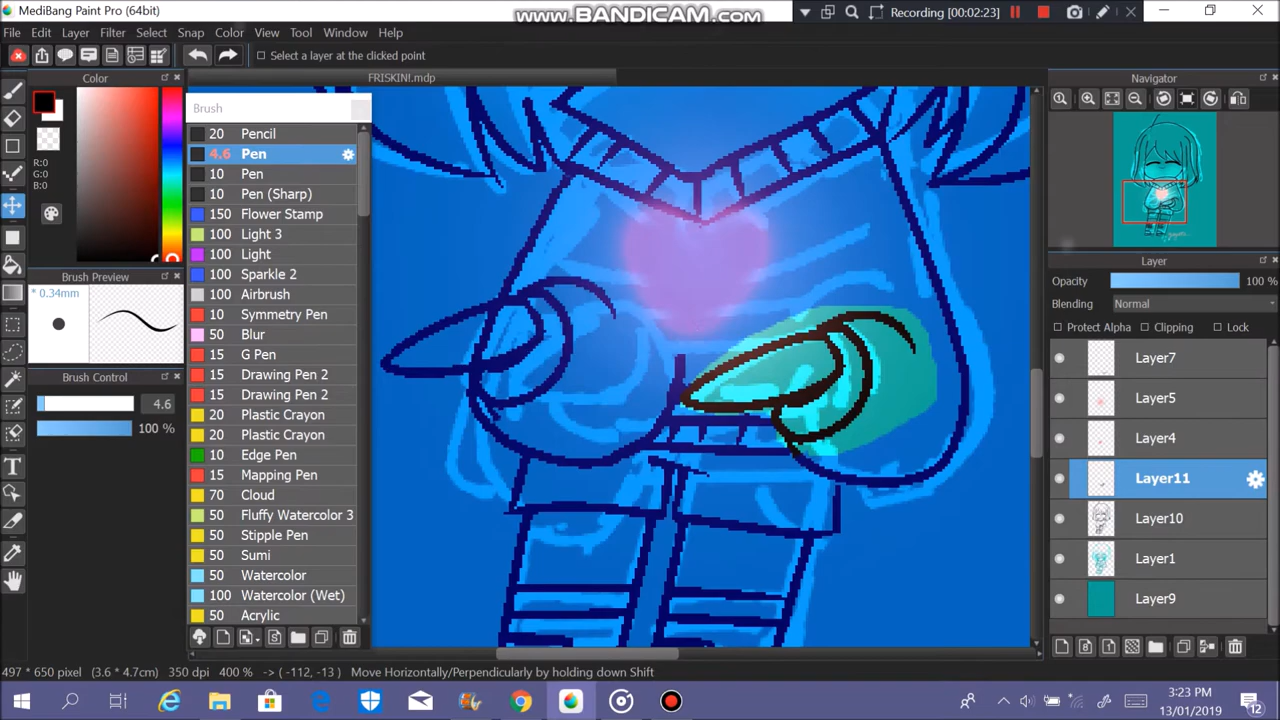 MediBang Paint Pro (64bit)
www.BANDICAM.com
Recording [00:02:23]
File Edit Layer Filter Select Snap Color View Tool Window Help
Select a layer at the clicked point
FRISKIN!.mdp
Color
R:0
G:0
B:0
Brush Preview
* 0.34mm
Brush Control
4.6
100 %
Brush
20 Pencil
4.6 Pen
10 Pen
10 Pen (Sharp)
150 Flower Stamp
100 Light 3
100 Light
100 Sparkle 2
100 Airbrush
10 Symmetry Pen
50 Blur
15 G Pen
15 Drawing Pen 2
15 Drawing Pen 2
20 Plastic Crayon
20 Plastic Crayon
10 Edge Pen
15 Mapping Pen
70 Cloud
50 Fluffy Watercolor 3
50 Stipple Pen
50 Sumi
50 Watercolor
100 Watercolor (Wet)
50 Acrylic
Navigator
Layer
Opacity 100 %
Blending Normal
Protect Alpha Clipping Lock
Layer7
Layer5
Layer4
Layer11
Layer10
Layer1
Layer9
497 * 650 pixel (3.6 * 4.7cm) 350 dpi 400 % -> ( -112, -13 ) Move Horizontally/Perpendicularly by holding down Shift
3:23 PM
13/01/2019
12